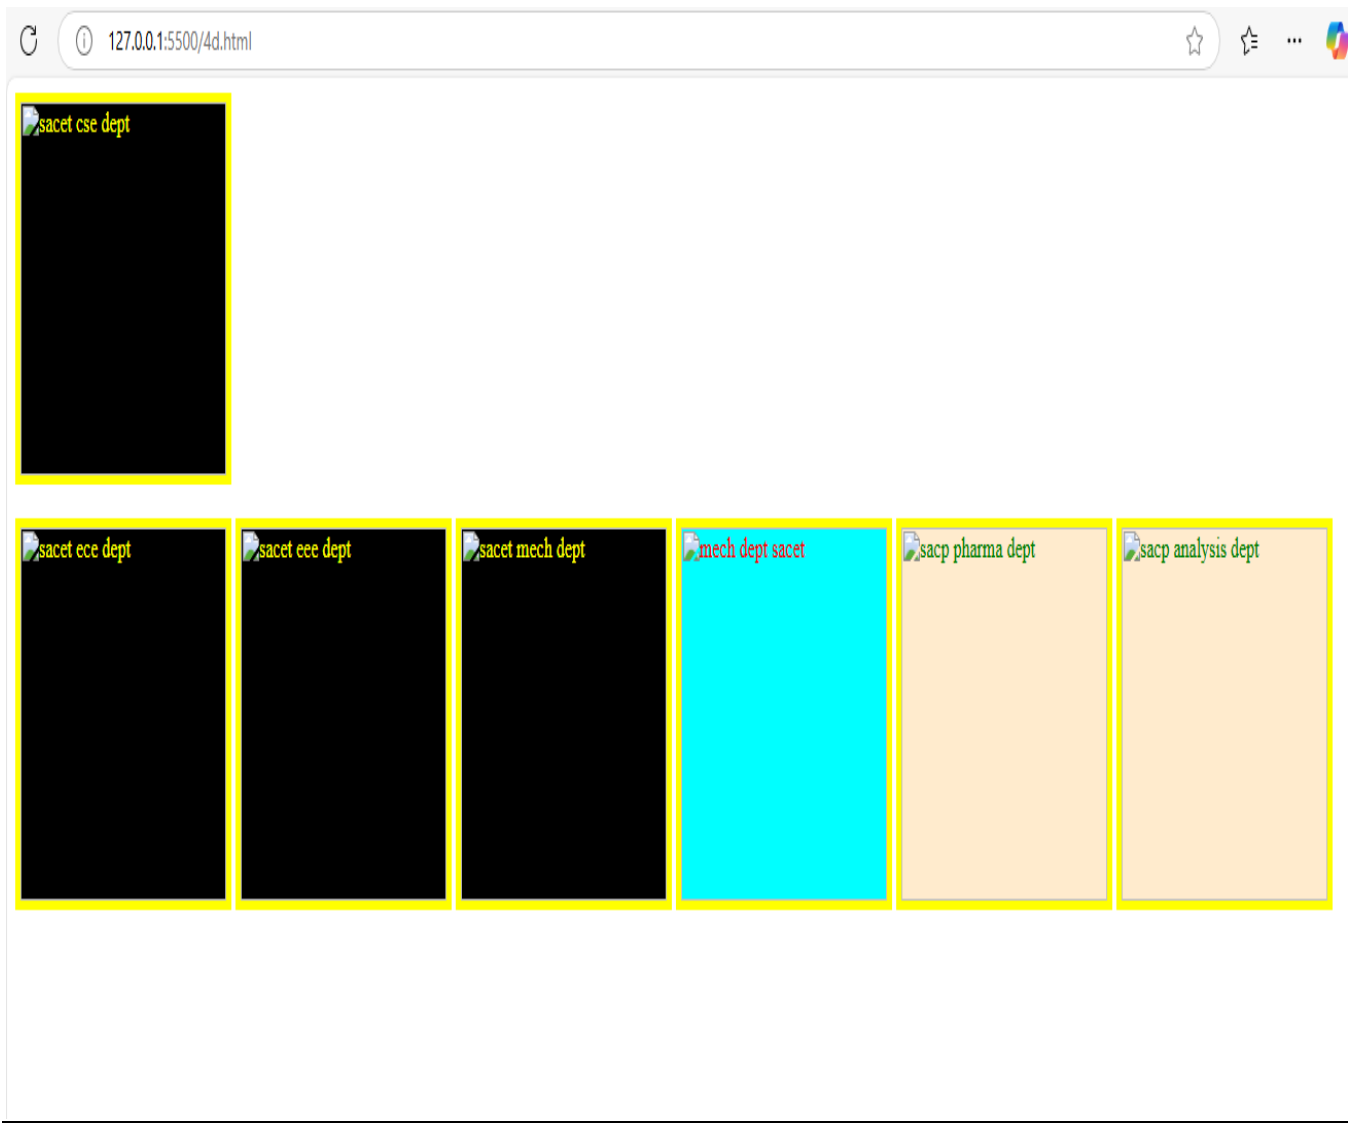 127.0.0.1:5500/4d.html
sacet cse dept
sacet ece dept
sacet eee dept
sacet mech dept
mech dept sacet
sacp pharma dept
sacp analysis dept